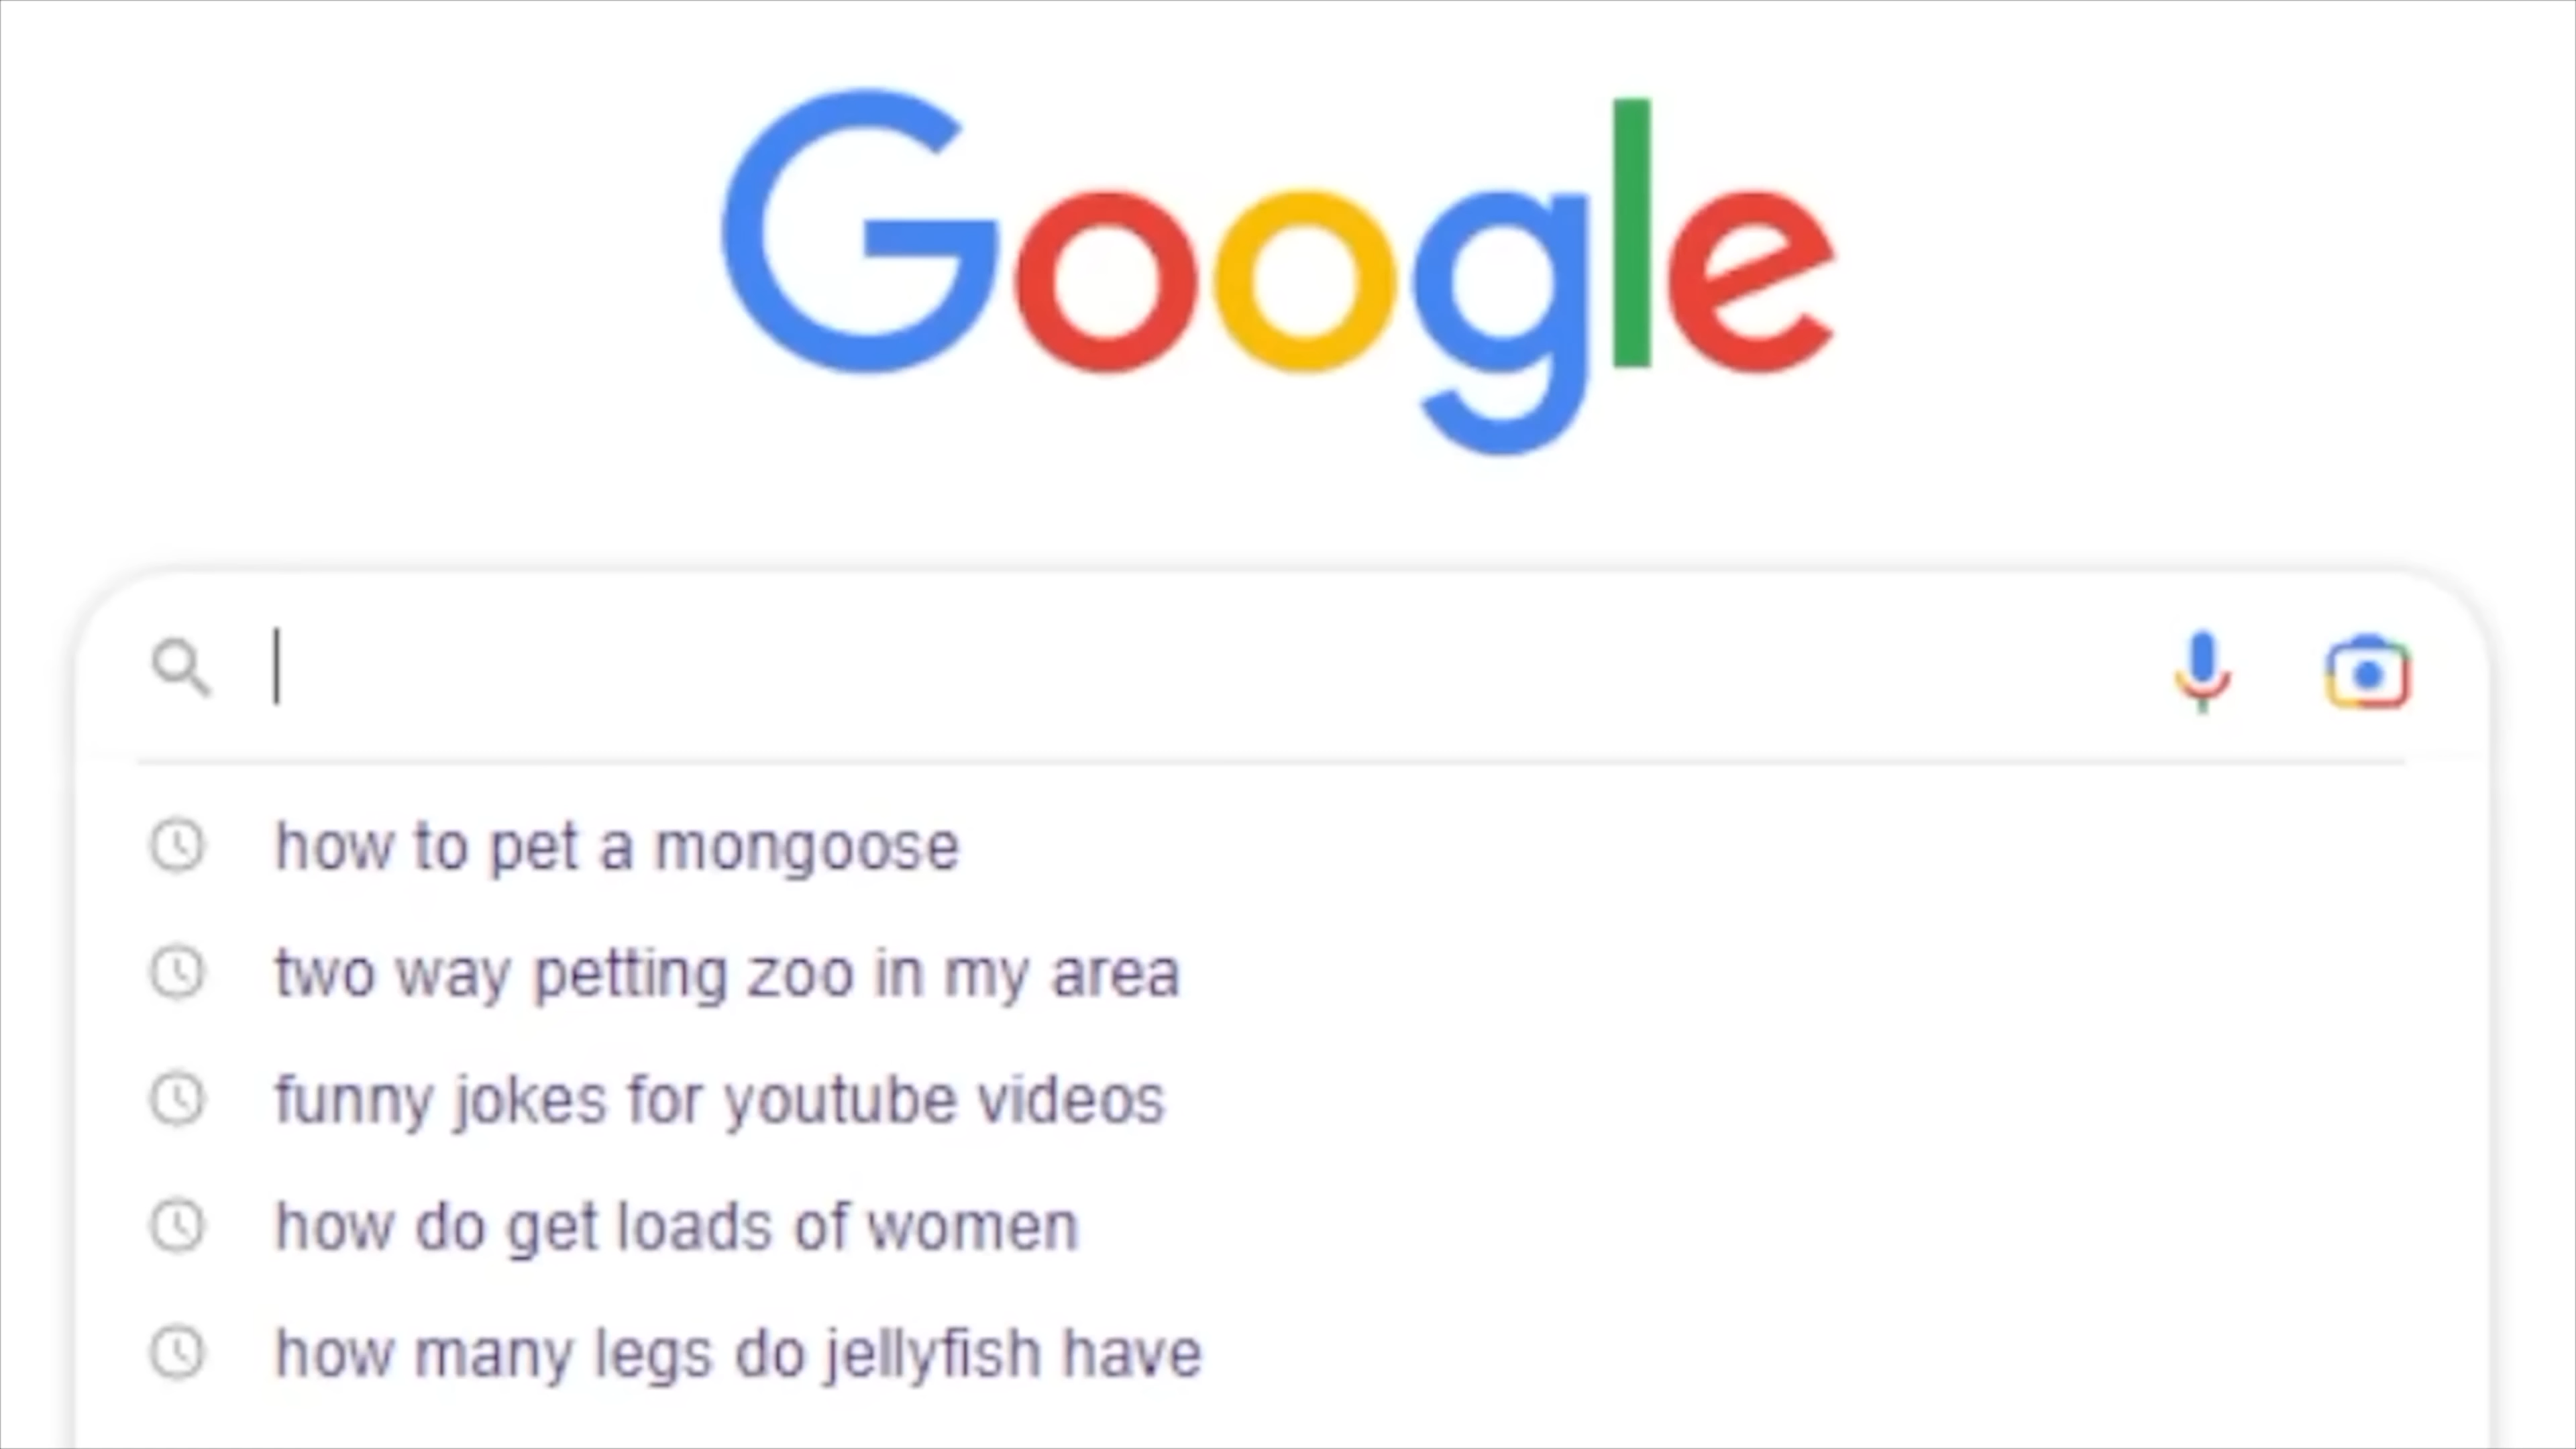 Google
how to pet a mongoose
two way petting zoo in my area
funny jokes for youtube videos
how do get loads of women
how many legs do jellyfish have